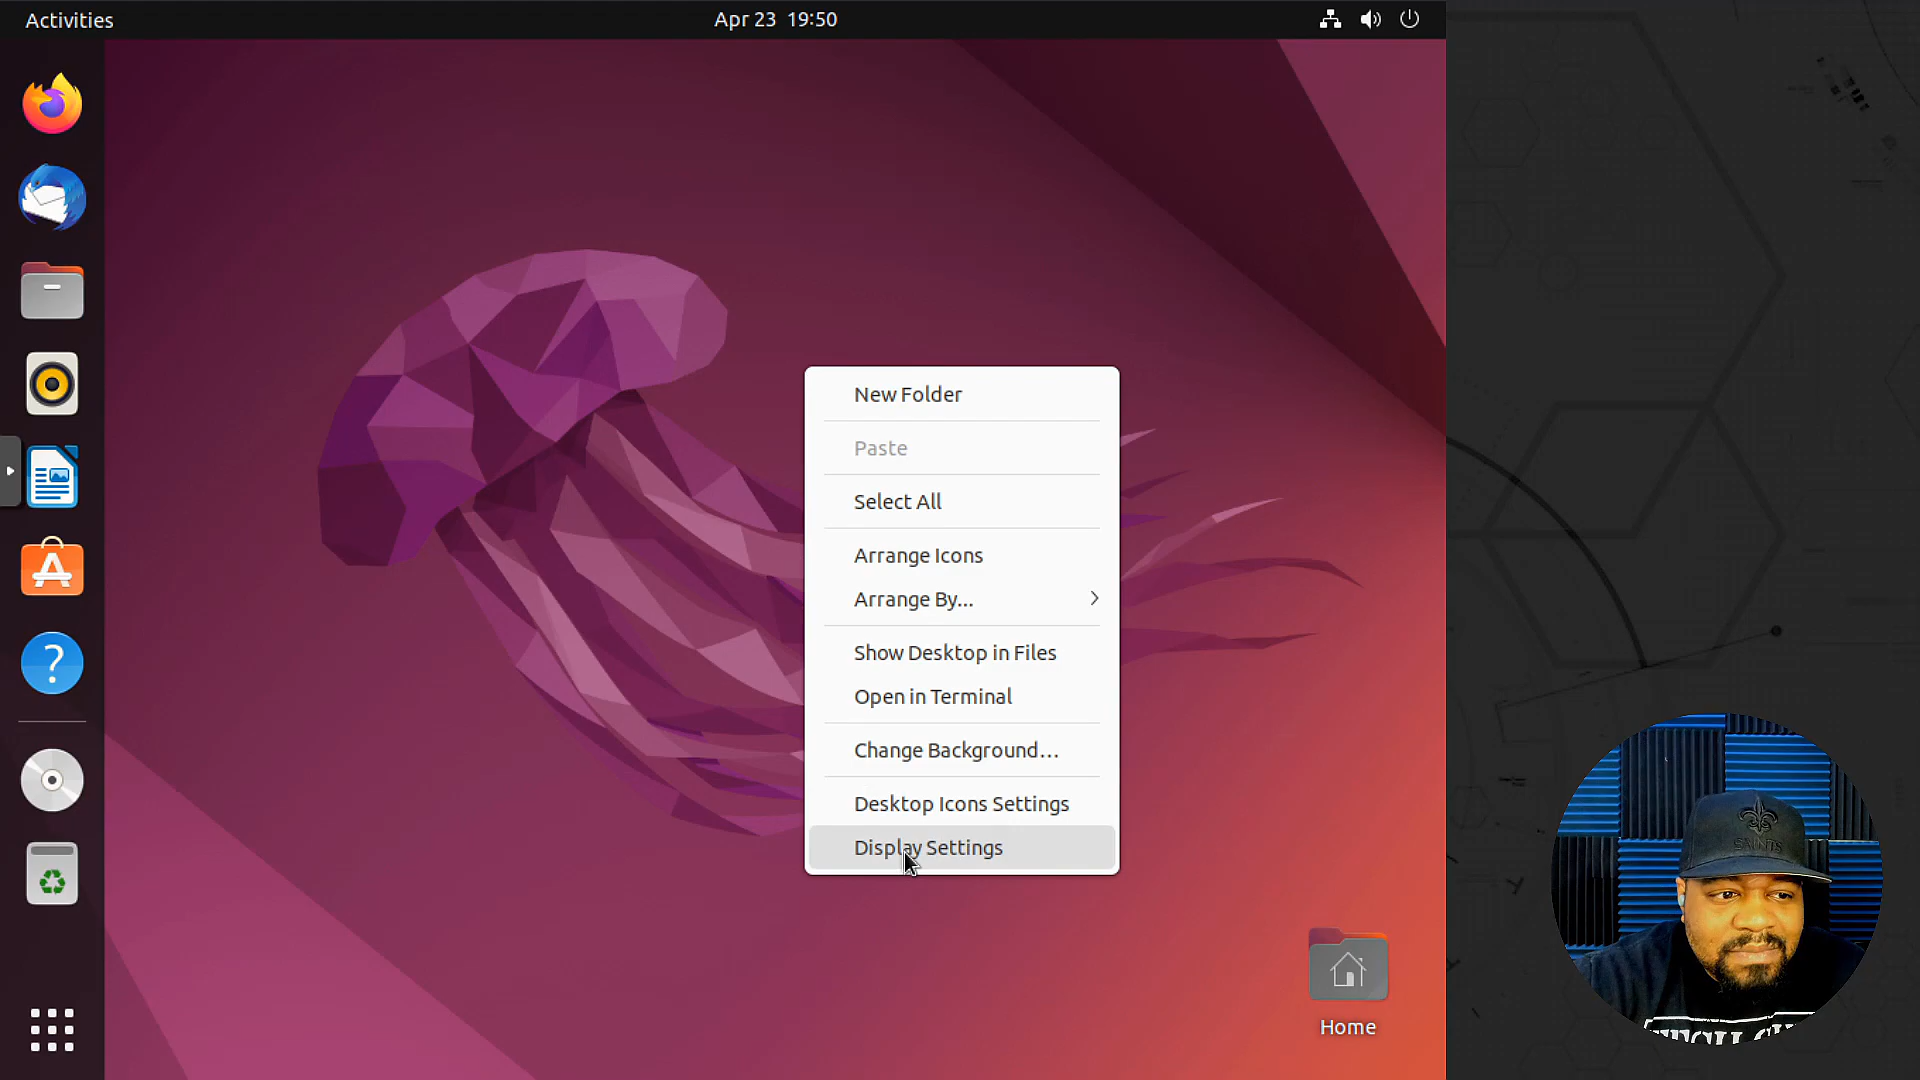 Activities
Apr 23 19:50
New Folder
Paste
Select All
Arrange Icons
Arrange By...
Show Desktop in Files
Open in Terminal
Change Background...
Desktop Icons Settings
Display Settings
Home
SAINTS